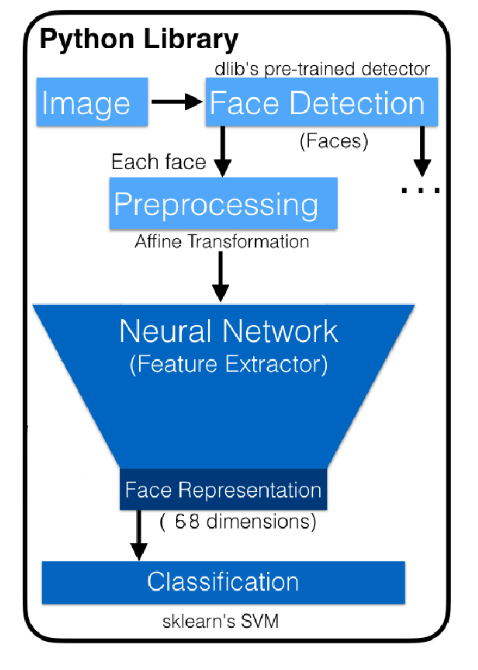 Python Library
dlib's pre-trained detector
Image
Face Detection
(Faces)
Each face
...
Preprocessing
Affine Transformation
Neural Network
(Feature Extractor)
Face Representation
( 68 dimensions)
Classification
sklearn's SVM